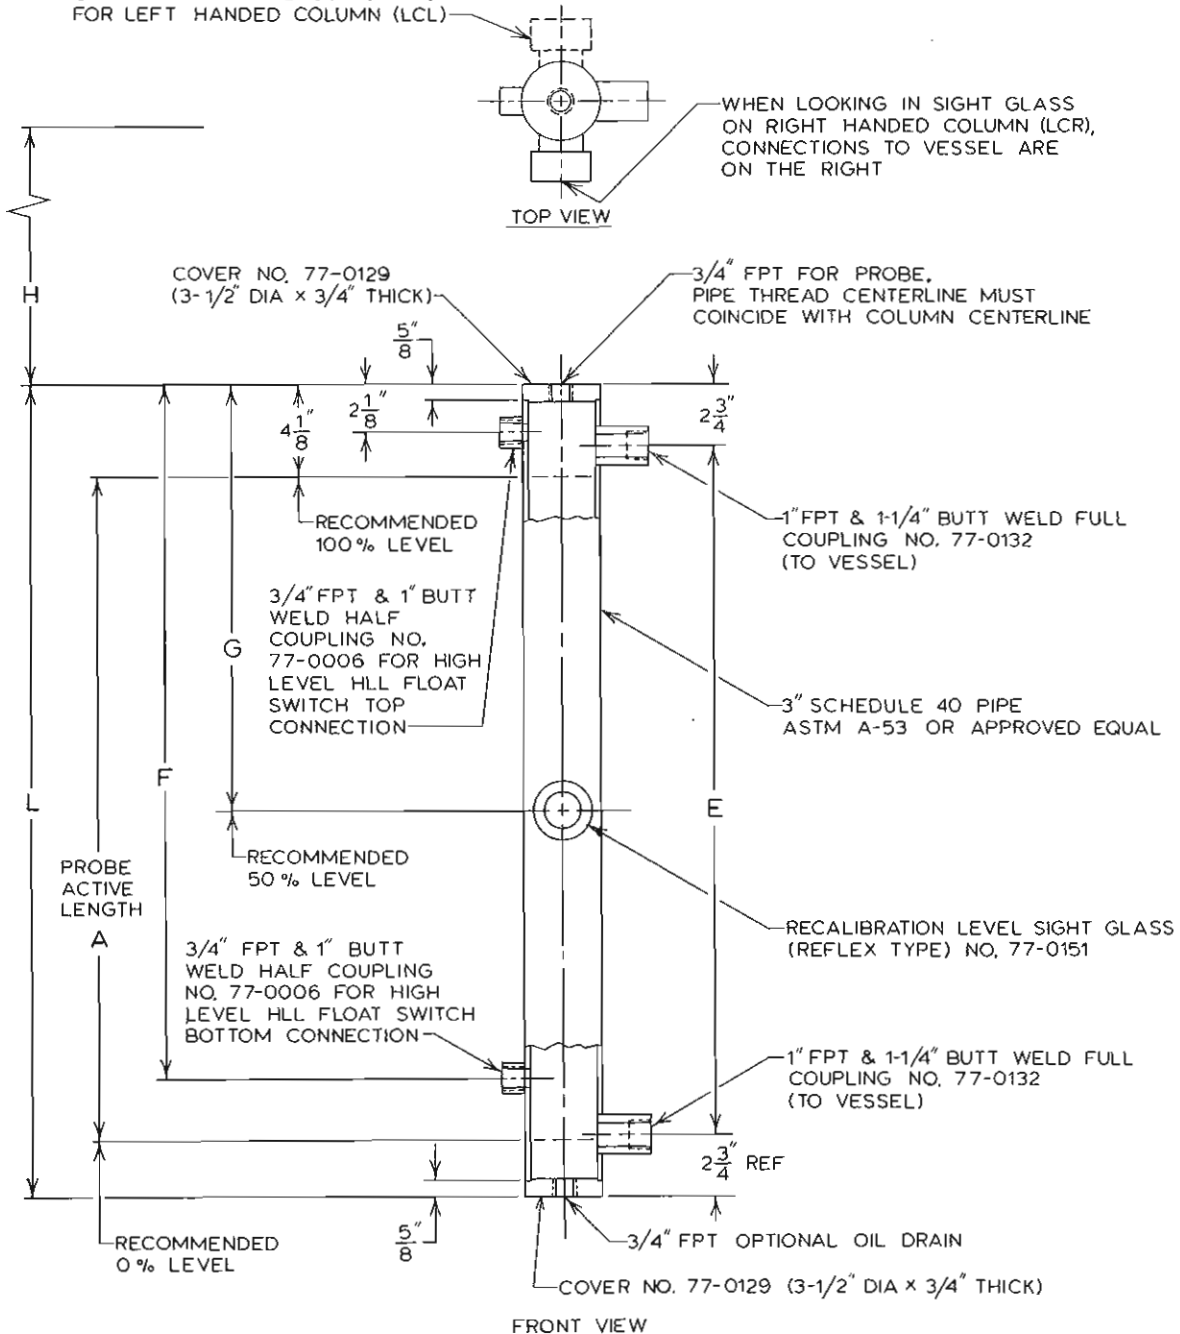 FOR LEFT HANDED COLUMN (LCL)
WHEN LOOKING IN SIGHT GLASS
ON RIGHT HANDED COLUMN (LCR),
CONNECTIONS TO VESSEL ARE
ON THE RIGHT
TOP VIEW
H
COVER NO. 77-0129
(3-1/2" DIA × 3/4" THICK)
3/4" FPT FOR PROBE.
PIPE THREAD CENTERLINE MUST
COINCIDE WITH COLUMN CENTERLINE
5/8"
2 1/8"
4 1/8"
2 3/4"
RECOMMENDED
100% LEVEL
1" FPT & 1-1/4" BUTT WELD FULL
COUPLING NO. 77-0132
(TO VESSEL)
3/4" FPT & 1" BUTT
WELD HALF
COUPLING NO.
77-0006 FOR HIGH
LEVEL HLL FLOAT
SWITCH TOP
CONNECTION
G
3" SCHEDULE 40 PIPE
ASTM A-53 OR APPROVED EQUAL
F
L
E
RECOMMENDED
50% LEVEL
PROBE
ACTIVE
LENGTH
A
RECALIBRATION LEVEL SIGHT GLASS
(REFLEX TYPE) NO. 77-0151
3/4" FPT & 1" BUTT
WELD HALF COUPLING
NO. 77-0006 FOR HIGH
LEVEL HLL FLOAT SWITCH
BOTTOM CONNECTION
1" FPT & 1-1/4" BUTT WELD FULL
COUPLING NO. 77-0132
(TO VESSEL)
2 3/4" REF
5/8"
RECOMMENDED
0% LEVEL
3/4" FPT OPTIONAL OIL DRAIN
COVER NO. 77-0129 (3-1/2" DIA × 3/4" THICK)
FRONT VIEW